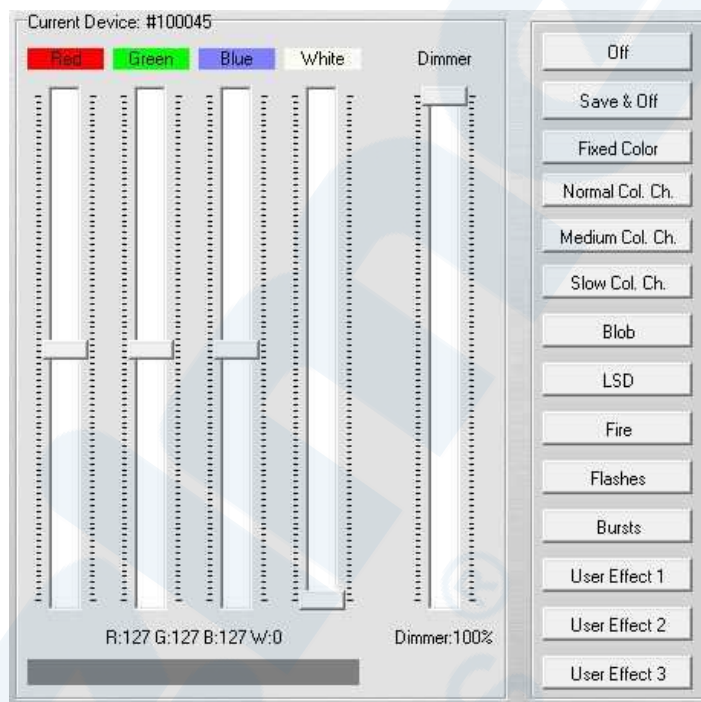 Current Device: #100045
Red Green Blue White Dimmer
R:127 G:127 B:127 W:0 Dimmer:100%
Off
Save & Off
Fixed Color
Normal Col. Ch.
Medium Col. Ch.
Slow Col. Ch.
Blob
LSD
Fire
Flashes
Bursts
User Effect 1
User Effect 2
User Effect 3